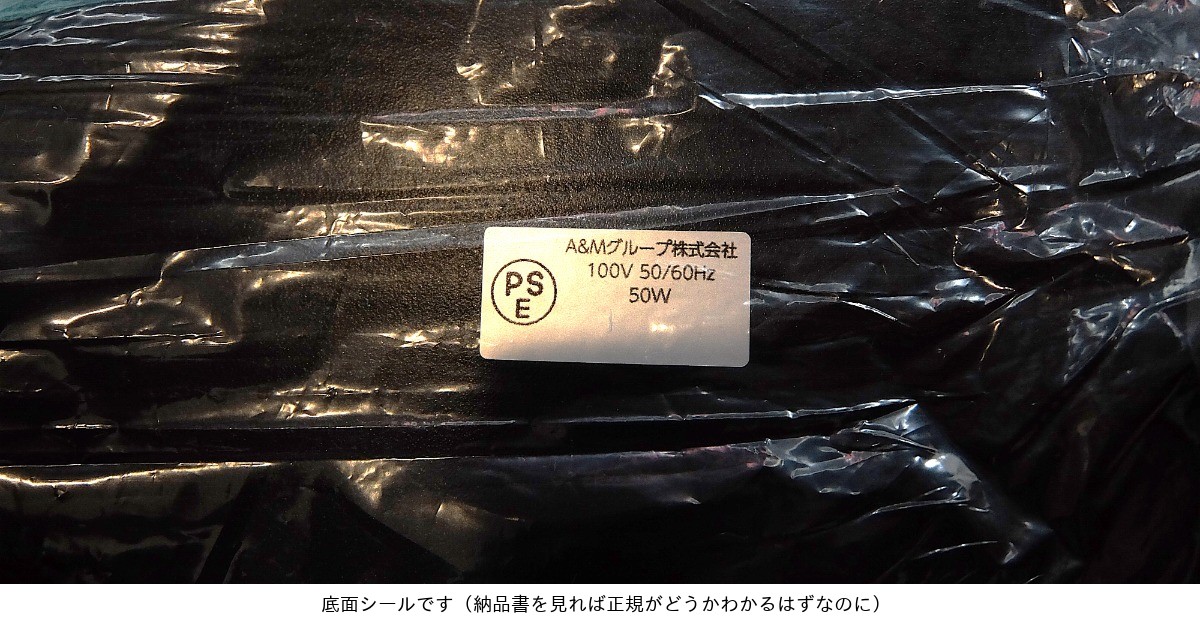 A&Mグループ株式会社
100V 50/60Hz
50W
PS
E
底面シールです（納品書を見れば正規がどうかわかるはずなのに）